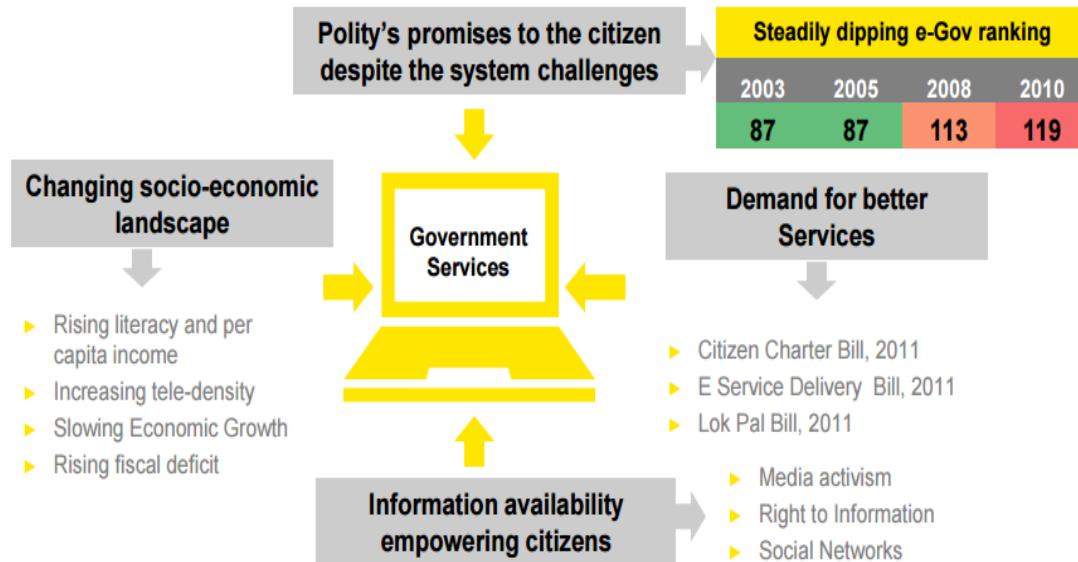 Polity's promises to the citizen
despite the system challenges
Steadily dipping e-Gov ranking
2003 2005 2008 2010
87 87 113 119
Changing socio-economic
landscape
Rising literacy and per
capita income
Increasing tele-density
Slowing Economic Growth
Rising fiscal deficit
Government
Services
Demand for better
Services
Citizen Charter Bill, 2011
E Service Delivery Bill, 2011
Lok Pal Bill, 2011
Information availability
empowering citizens
Media activism
Right to Information
Social Networks